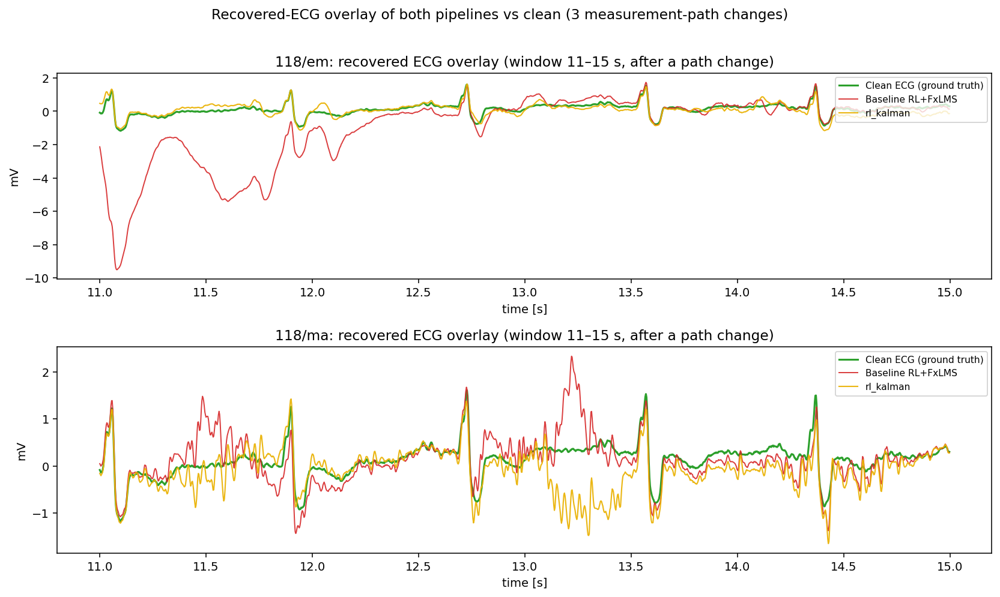 Recovered-ECG overlay of both pipelines vs clean (3 measurement-path changes)
118/em: recovered ECG overlay (window 11–15 s, after a path change)
2
0
−2
−4
−6
−8
−10
mV
Clean ECG (ground truth)
Baseline RL+FxLMS
rl_kalman
11.0 11.5 12.0 12.5 13.0 13.5 14.0 14.5 15.0
time [s]
118/ma: recovered ECG overlay (window 11–15 s, after a path change)
2
1
0
−1
mV
Clean ECG (ground truth)
Baseline RL+FxLMS
rl_kalman
11.0 11.5 12.0 12.5 13.0 13.5 14.0 14.5 15.0
time [s]